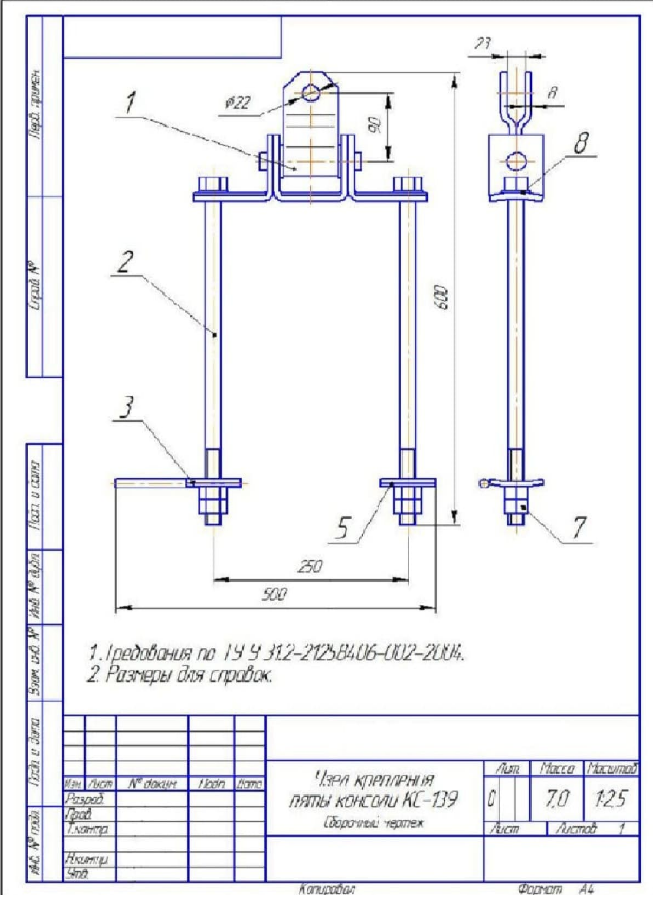 Перв. примен.
Справ. №
Подп. и дата
Инв. № дубл.
Взам. инв. №
Подп. и дата
Инв. № подл.
23
8
⌀22
90
1
8
2
600
3
5
7
250
500
1. Требования по ТУ У 31.2-21258406-002-2004.
2. Размеры для справок.
Изм. Лист № докум. Подп. Дата
Разраб.
Пров.
Т.контр.
Н.контр.
Утв.
Узел крепления
пяты консоли КС-139
Сборочный чертеж
Лит. Масса Масштаб
0 7,0 1:2,5
Лист Листов 1
Копировал Формат А4